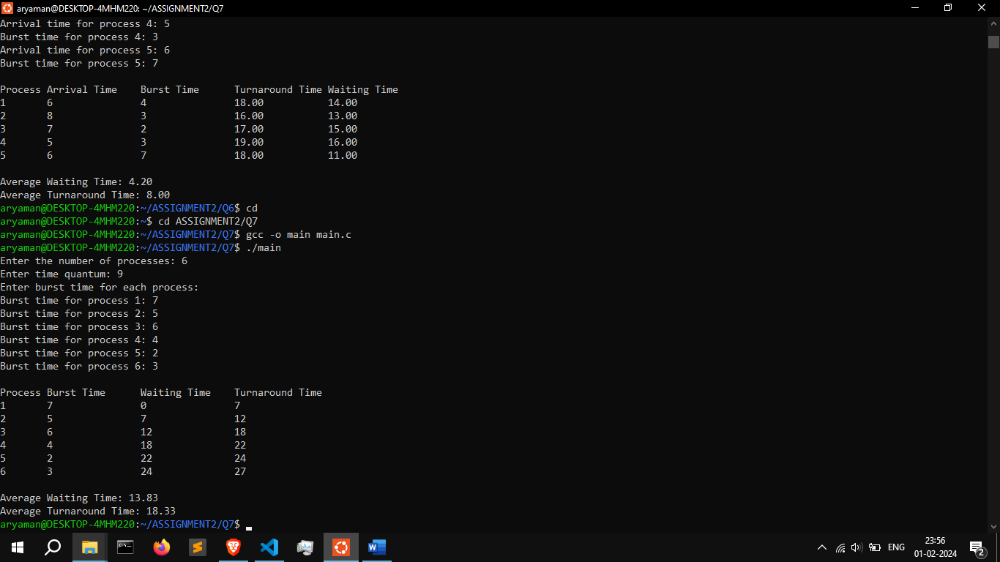 aryaman@DESKTOP-4MHM220: ~/ASSIGNMENT2/Q7
Arrival time for process 4: 5
Burst time for process 4: 3
Arrival time for process 5: 6
Burst time for process 5: 7
Process Arrival Time    Burst Time      Turnaround Time Waiting Time
1       6               4               18.00           14.00
2       8               3               16.00           13.00
3       7               2               17.00           15.00
4       5               3               19.00           16.00
5       6               7               18.00           11.00
Average Waiting Time: 4.20
Average Turnaround Time: 8.00
aryaman@DESKTOP-4MHM220:~/ASSIGNMENT2/Q6$ cd
aryaman@DESKTOP-4MHM220:~$ cd ASSIGNMENT2/Q7
aryaman@DESKTOP-4MHM220:~/ASSIGNMENT2/Q7$ gcc -o main main.c
aryaman@DESKTOP-4MHM220:~/ASSIGNMENT2/Q7$ ./main
Enter the number of processes: 6
Enter time quantum: 9
Enter burst time for each process:
Burst time for process 1: 7
Burst time for process 2: 5
Burst time for process 3: 6
Burst time for process 4: 4
Burst time for process 5: 2
Burst time for process 6: 3
Process Burst Time      Waiting Time    Turnaround Time
1       7               0               7
2       5               7               12
3       6               12              18
4       4               18              22
5       2               22              24
6       3               24              27
Average Waiting Time: 13.83
Average Turnaround Time: 18.33
aryaman@DESKTOP-4MHM220:~/ASSIGNMENT2/Q7$
ENG
23:56
01-02-2024
2